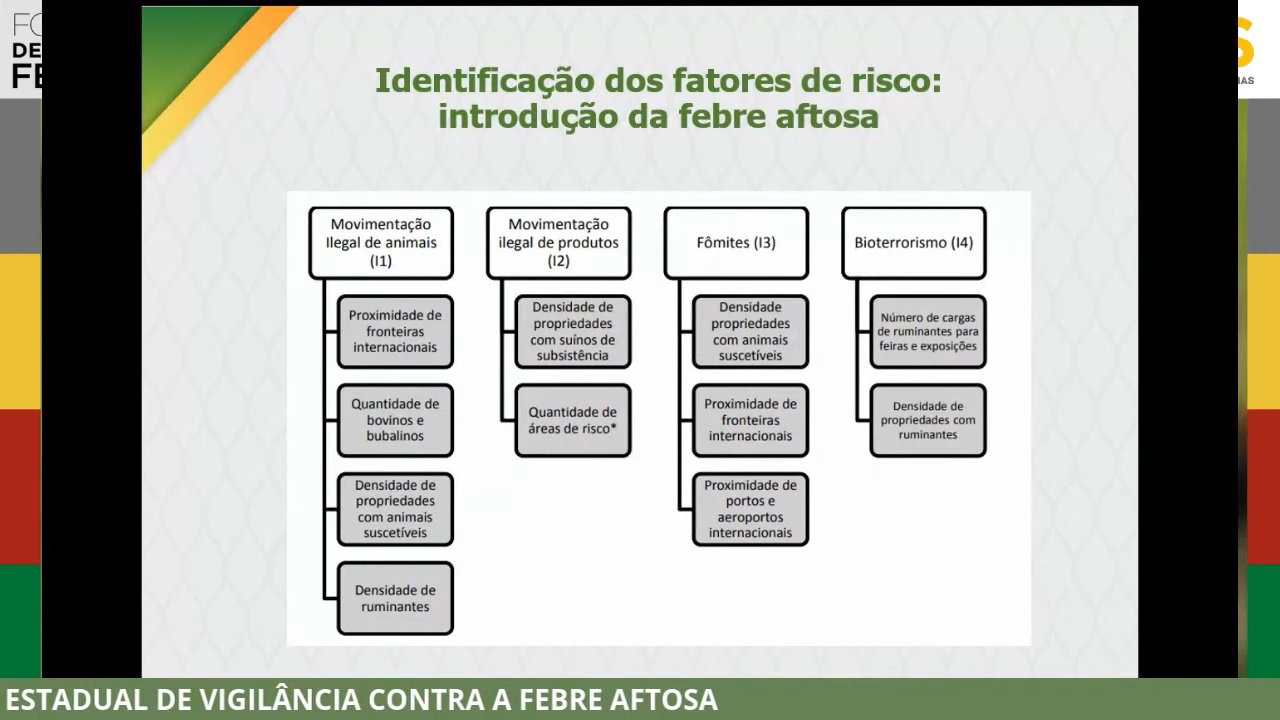 FO
DE
FE
S
IAS
Identificação dos fatores de risco:
introdução da febre aftosa
Movimentação
Ilegal de animais
(I1)
Proximidade de
fronteiras
internacionais
Quantidade de
bovinos e
bubalinos
Densidade de
propriedades
com animais
suscetíveis
Densidade de
ruminantes
Movimentação
ilegal de produtos
(I2)
Densidade de
propriedades
com suínos de
subsistência
Quantidade de
áreas de risco*
Fômites (I3)
Densidade
propriedades
com animais
suscetíveis
Proximidade de
fronteiras
internacionais
Proximidade de
portos e
aeroportos
internacionais
Bioterrorismo (I4)
Número de cargas
de ruminantes para
feiras e exposições
Densidade de
propriedades com
ruminantes
ESTADUAL DE VIGILÂNCIA CONTRA A FEBRE AFTOSA